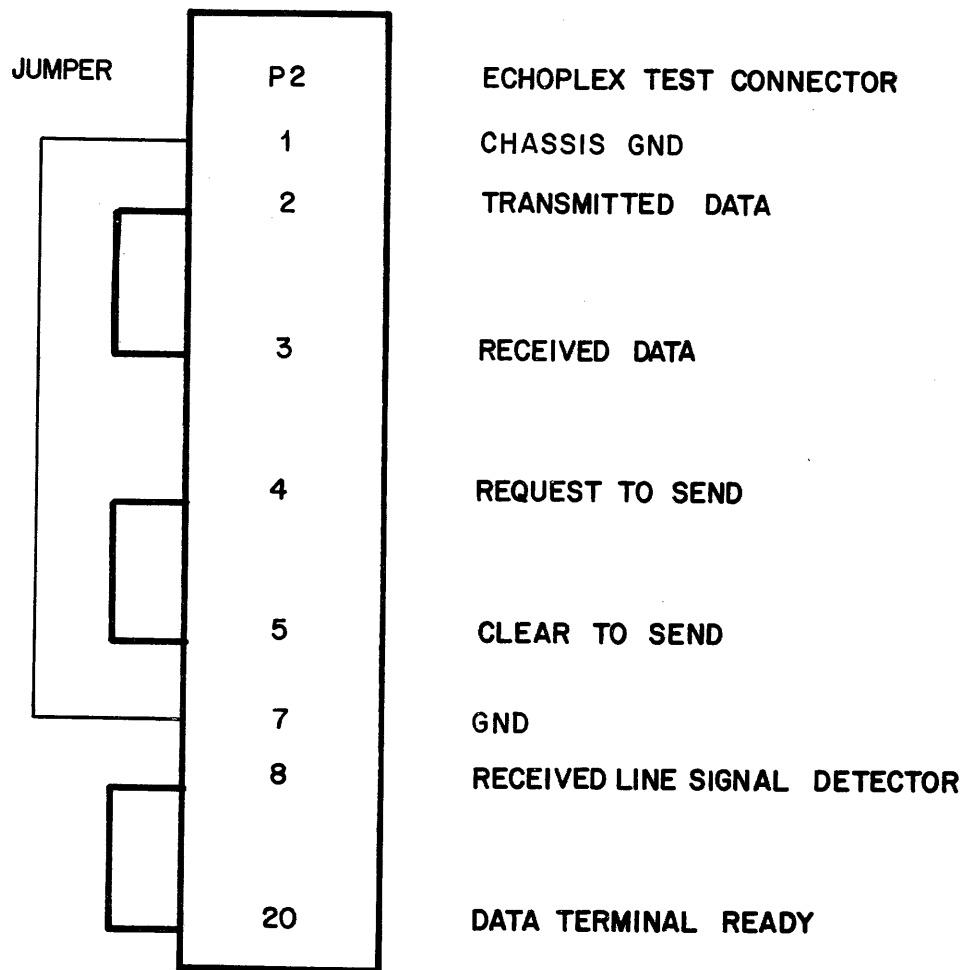 JUMPER P2 ECHOPLEX TEST CONNECTOR
1 CHASSIS GND
2 TRANSMITTED DATA
3 RECEIVED DATA
4 REQUEST TO SEND
5 CLEAR TO SEND
7 GND
8 RECEIVED LINE SIGNAL DETECTOR
20 DATA TERMINAL READY